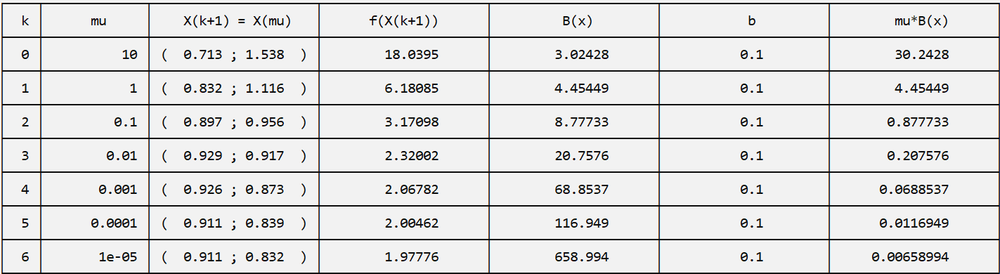 k mu X(k+1) = X(mu) f(X(k+1)) B(x) b mu*B(x)
0 10 ( 0.713 ; 1.538 ) 18.0395 3.02428 0.1 30.2428
1 1 ( 0.832 ; 1.116 ) 6.18085 4.45449 0.1 4.45449
2 0.1 ( 0.897 ; 0.956 ) 3.17098 8.77733 0.1 0.877733
3 0.01 ( 0.929 ; 0.917 ) 2.32002 20.7576 0.1 0.207576
4 0.001 ( 0.926 ; 0.873 ) 2.06782 68.8537 0.1 0.0688537
5 0.0001 ( 0.911 ; 0.839 ) 2.00462 116.949 0.1 0.0116949
6 1e-05 ( 0.911 ; 0.832 ) 1.97776 658.994 0.1 0.00658994